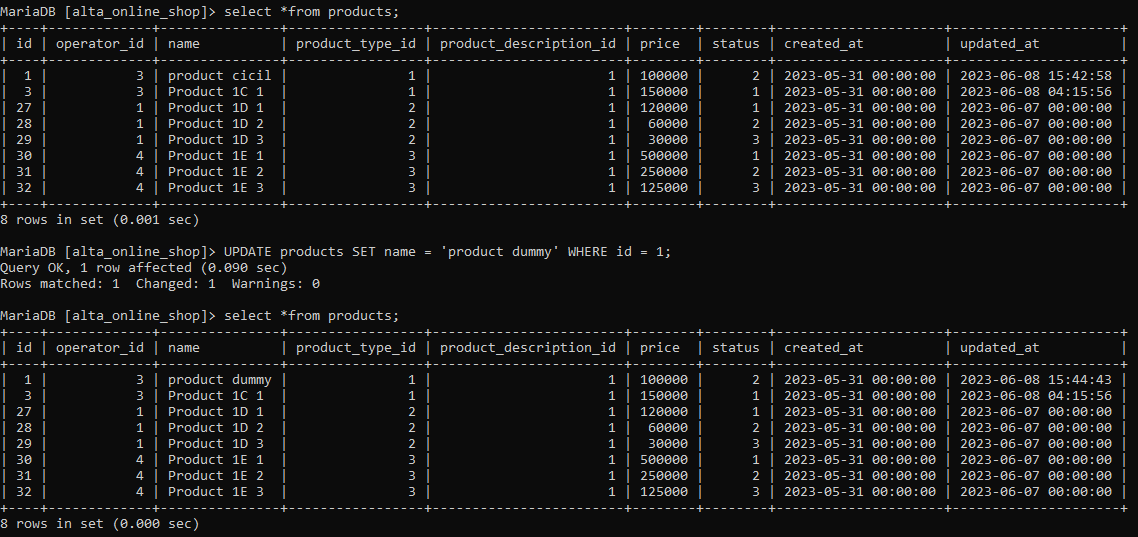 MariaDB [alta_online_shop]> select *from products;
+----+-------------+---------------+-----------------+------------------------+--------+--------+---------------------+---------------------+
| id | operator_id | name          | product_type_id | product_description_id | price  | status | created_at          | updated_at          |
+----+-------------+---------------+-----------------+------------------------+--------+--------+---------------------+---------------------+
|  1 |           3 | product cicil |               1 |                      1 | 100000 |      2 | 2023-05-31 00:00:00 | 2023-06-08 15:42:58 |
|  3 |           3 | Product 1C 1  |               1 |                      1 | 150000 |      1 | 2023-05-31 00:00:00 | 2023-06-08 04:15:56 |
| 27 |           1 | Product 1D 1  |               2 |                      1 | 120000 |      1 | 2023-05-31 00:00:00 | 2023-06-07 00:00:00 |
| 28 |           1 | Product 1D 2  |               2 |                      1 |  60000 |      2 | 2023-05-31 00:00:00 | 2023-06-07 00:00:00 |
| 29 |           1 | Product 1D 3  |               2 |                      1 |  30000 |      3 | 2023-05-31 00:00:00 | 2023-06-07 00:00:00 |
| 30 |           4 | Product 1E 1  |               3 |                      1 | 500000 |      1 | 2023-05-31 00:00:00 | 2023-06-07 00:00:00 |
| 31 |           4 | Product 1E 2  |               3 |                      1 | 250000 |      2 | 2023-05-31 00:00:00 | 2023-06-07 00:00:00 |
| 32 |           4 | Product 1E 3  |               3 |                      1 | 125000 |      3 | 2023-05-31 00:00:00 | 2023-06-07 00:00:00 |
+----+-------------+---------------+-----------------+------------------------+--------+--------+---------------------+---------------------+
8 rows in set (0.001 sec)

MariaDB [alta_online_shop]> UPDATE products SET name = 'product dummy' WHERE id = 1;
Query OK, 1 row affected (0.090 sec)
Rows matched: 1  Changed: 1  Warnings: 0

MariaDB [alta_online_shop]> select *from products;
+----+-------------+---------------+-----------------+------------------------+--------+--------+---------------------+---------------------+
| id | operator_id | name          | product_type_id | product_description_id | price  | status | created_at          | updated_at          |
+----+-------------+---------------+-----------------+------------------------+--------+--------+---------------------+---------------------+
|  1 |           3 | product dummy |               1 |                      1 | 100000 |      2 | 2023-05-31 00:00:00 | 2023-06-08 15:44:43 |
|  3 |           3 | Product 1C 1  |               1 |                      1 | 150000 |      1 | 2023-05-31 00:00:00 | 2023-06-08 04:15:56 |
| 27 |           1 | Product 1D 1  |               2 |                      1 | 120000 |      1 | 2023-05-31 00:00:00 | 2023-06-07 00:00:00 |
| 28 |           1 | Product 1D 2  |               2 |                      1 |  60000 |      2 | 2023-05-31 00:00:00 | 2023-06-07 00:00:00 |
| 29 |           1 | Product 1D 3  |               2 |                      1 |  30000 |      3 | 2023-05-31 00:00:00 | 2023-06-07 00:00:00 |
| 30 |           4 | Product 1E 1  |               3 |                      1 | 500000 |      1 | 2023-05-31 00:00:00 | 2023-06-07 00:00:00 |
| 31 |           4 | Product 1E 2  |               3 |                      1 | 250000 |      2 | 2023-05-31 00:00:00 | 2023-06-07 00:00:00 |
| 32 |           4 | Product 1E 3  |               3 |                      1 | 125000 |      3 | 2023-05-31 00:00:00 | 2023-06-07 00:00:00 |
+----+-------------+---------------+-----------------+------------------------+--------+--------+---------------------+---------------------+
8 rows in set (0.000 sec)